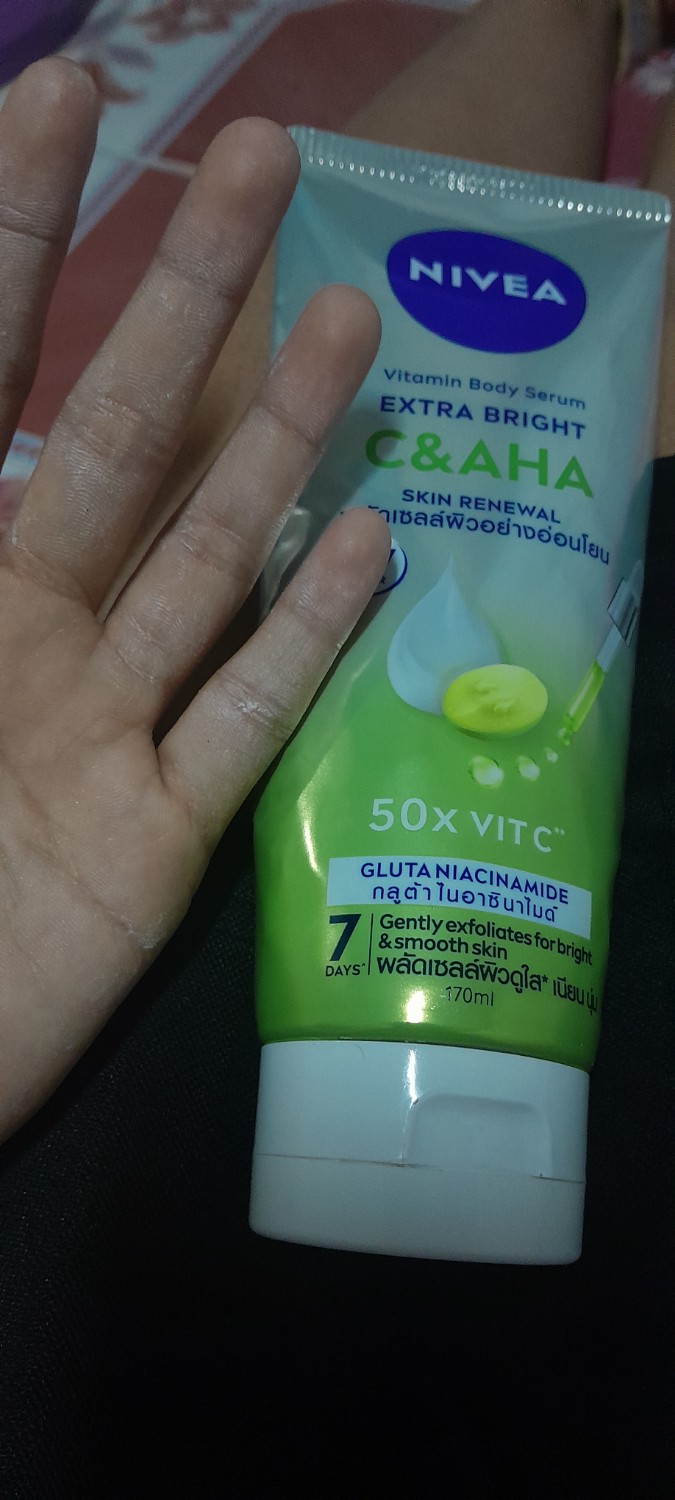 NIVEA
Vitamin Body Serum
EXTRA BRIGHT
C&AHA
SKIN RENEWAL
อย่างอ่อนโยน
50X VIT C**
GLUTA NIACINAMIDE
กลูต้า ไนอาซินาไมด์
7
DAYS^
Gently exfoliates for bright
& smooth skin
ผลัดเซลล์ผิวดูใส* เนียน นุ่ม
170ml